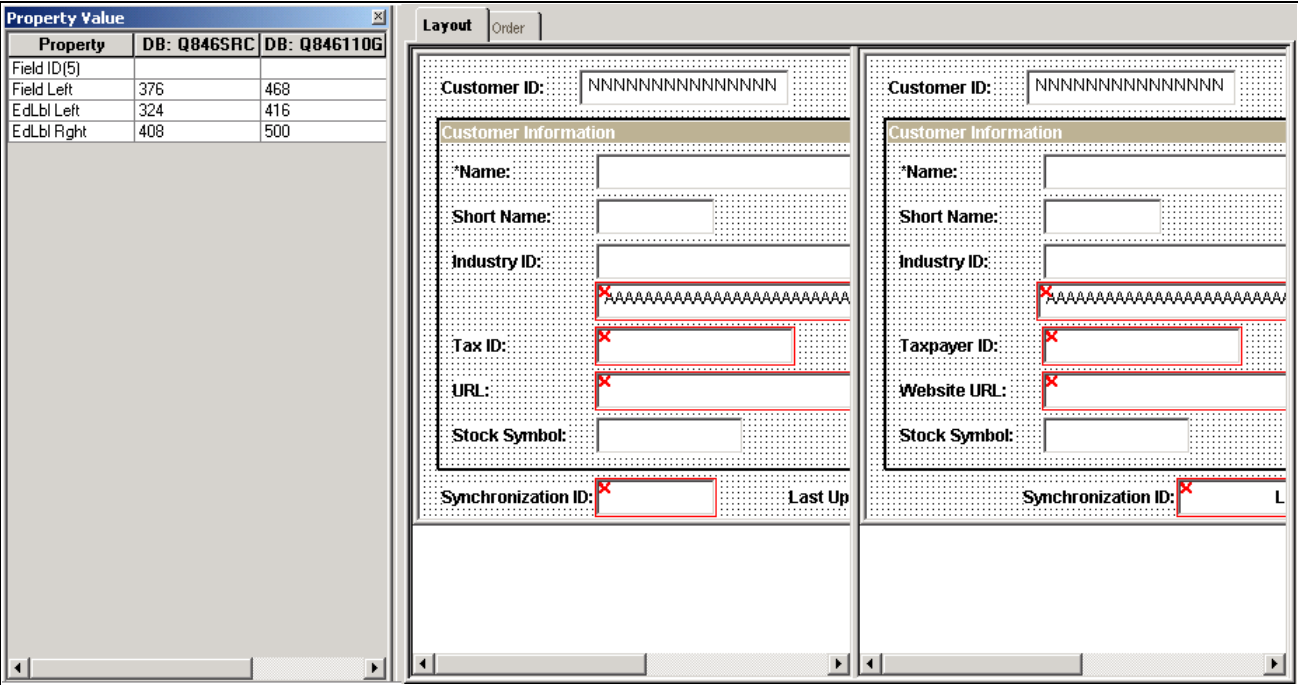 Property Value
Property DB: Q846SRC DB: Q846110G
Field ID(5)
Field Left 376 468
EdLbl Left 324 416
EdLbl Rght 408 500
Layout Order
Customer ID: NNNNNNNNNNNNNNN
Customer Information
*Name:
Short Name:
Industry ID:
AAAAAAAAAAAAAAAAAAAAAAA
Tax ID:
URL:
Stock Symbol:
Synchronization ID: Last Up
Customer ID: NNNNNNNNNNNNNNN
Customer Information
*Name:
Short Name:
Industry ID:
AAAAAAAAAAAAAAAAAAAAAAA
Taxpayer ID:
Website URL:
Stock Symbol:
Synchronization ID: L